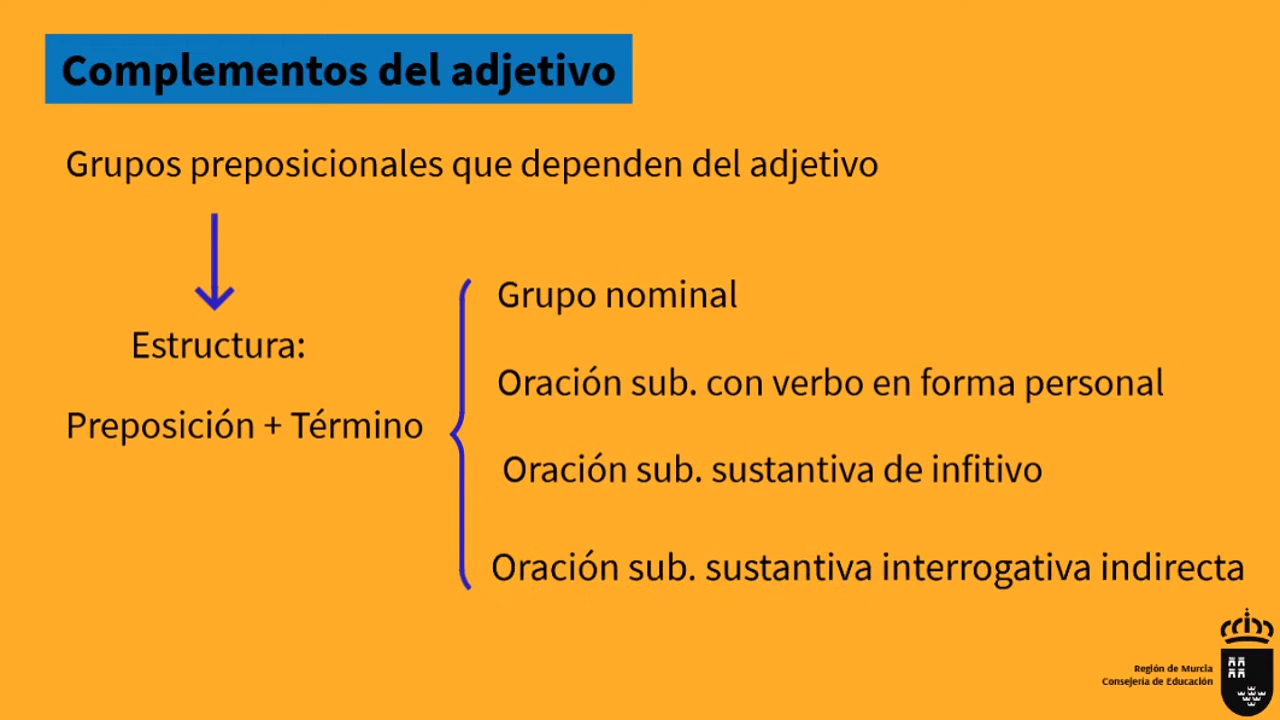 Complementos del adjetivo
Grupos preposicionales que dependen del adjetivo
Estructura:
Preposición + Término
Grupo nominal
Oración sub. con verbo en forma personal
Oración sub. sustantiva de infitivo
Oración sub. sustantiva interrogativa indirecta
Región de Murcia
Consejería de Educación